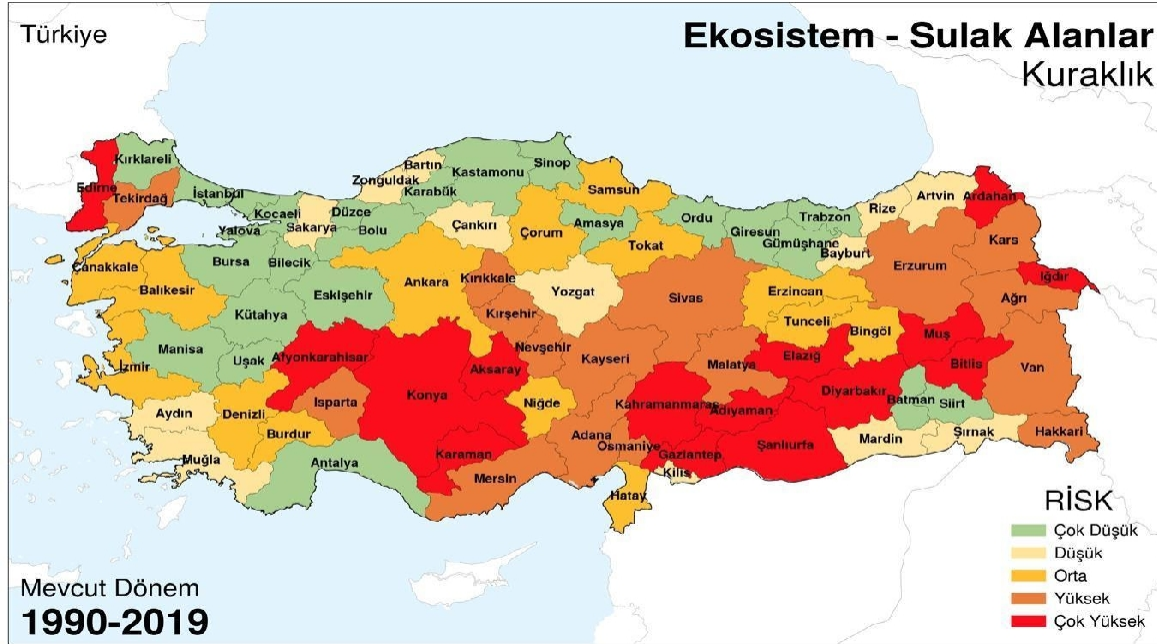 Türkiye
Ekosistem - Sulak Alanlar
Kuraklık
Kırklareli
Edirne
Tekirdağ
İstanbul
Kocaeli
Yalova
Sakarya
Düzce
Bolu
Zonguldak
Bartın
Karabük
Kastamonu
Sinop
Samsun
Çankırı
Çorum
Amasya
Tokat
Ordu
Giresun
Trabzon
Gümüşhane
Rize
Bayburt
Artvin
Ardahan
Kars
Iğdır
Ağrı
Erzurum
Erzincan
Tunceli
Bingöl
Muş
Bitlis
Van
Hakkari
Şırnak
Siirt
Batman
Mardin
Diyarbakır
Elazığ
Malatya
Adıyaman
Şanlıurfa
Gaziantep
Kilis
Hatay
Osmaniye
Kahramanmaraş
Adana
Mersin
Karaman
Konya
Niğde
Aksaray
Nevşehir
Kayseri
Sivas
Yozgat
Kırşehir
Kırıkkale
Ankara
Eskişehir
Bilecik
Bursa
Çanakkale
Balıkesir
Kütahya
Manisa
Uşak
Afyonkarahisar
İzmir
Aydın
Denizli
Isparta
Burdur
Muğla
Antalya
RİSK
Çok Düşük
Düşük
Orta
Yüksek
Çok Yüksek
Mevcut Dönem
1990-2019